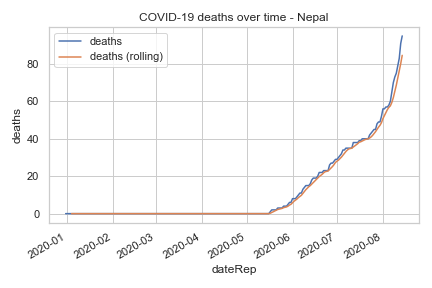 COVID-19 deaths over time - Nepal
deaths
deaths (rolling)
deaths
80
60
40
20
0
2020-01
2020-02
2020-03
2020-04
2020-05
2020-06
2020-07
2020-08
dateRep